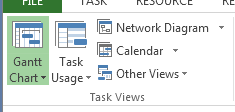 FILE TASK RESOURCE
Gantt Chart
Task Usage
Network Diagram
Calendar
Other Views
Task Views